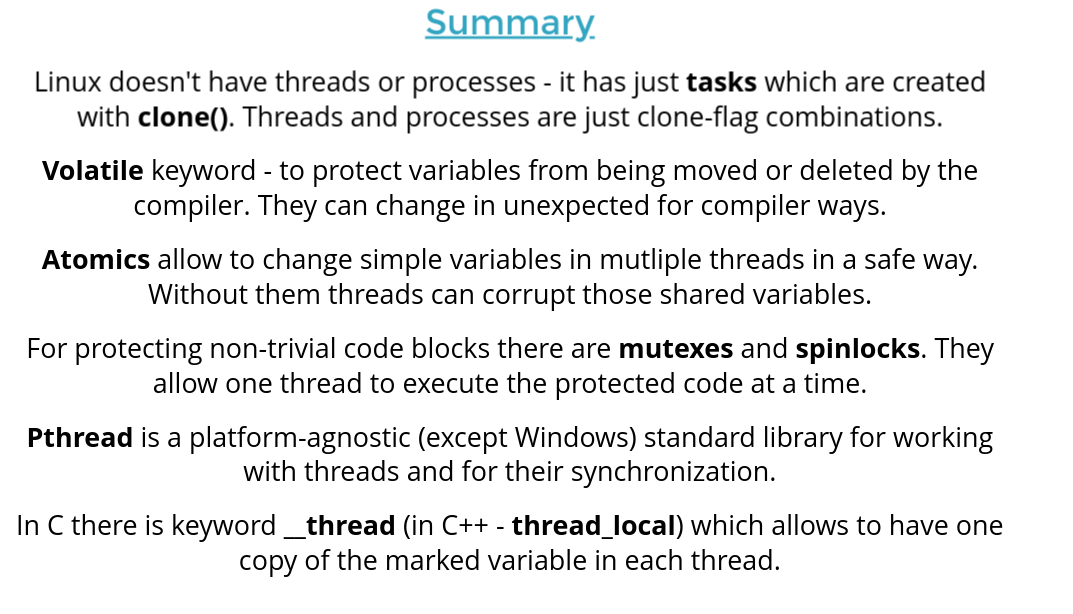 Summary
Linux doesn't have threads or processes - it has just tasks which are created
with clone(). Threads and processes are just clone-flag combinations.
Volatile keyword - to protect variables from being moved or deleted by the
compiler. They can change in unexpected for compiler ways.
Atomics allow to change simple variables in mutliple threads in a safe way.
Without them threads can corrupt those shared variables.
For protecting non-trivial code blocks there are mutexes and spinlocks. They
allow one thread to execute the protected code at a time.
Pthread is a platform-agnostic (except Windows) standard library for working
with threads and for their synchronization.
In C there is keyword __thread (in C++ - thread_local) which allows to have one
copy of the marked variable in each thread.